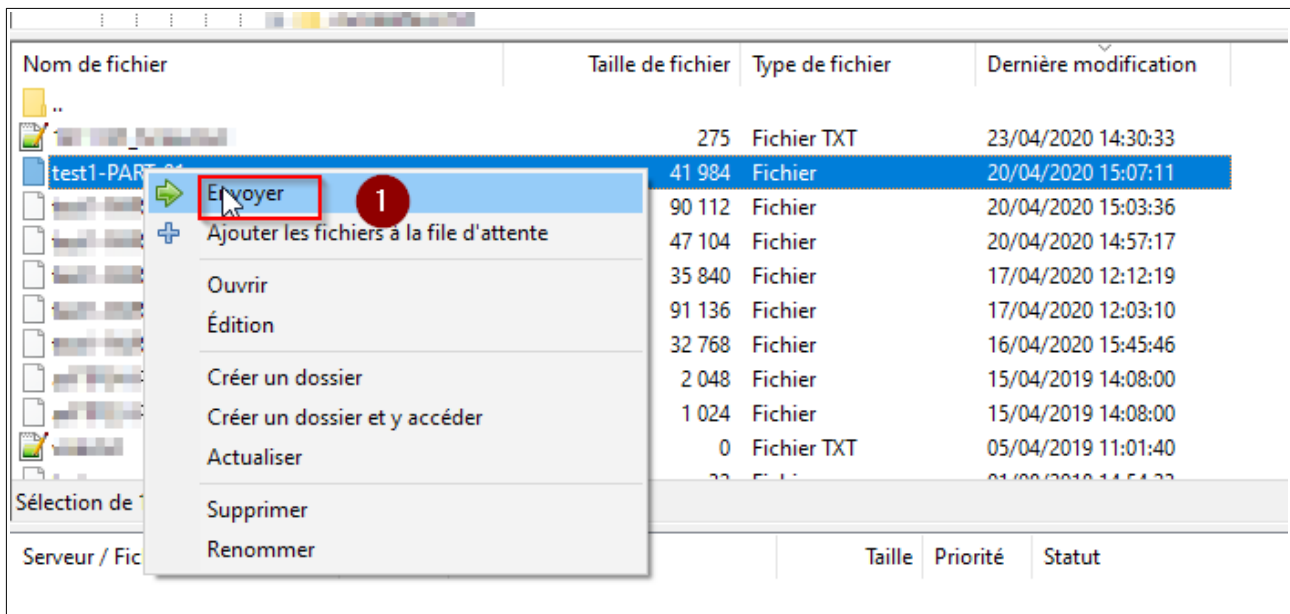 Nom de fichier Taille de fichier Type de fichier Dernière modification
..
275 Fichier TXT 23/04/2020 14:30:33
test1-PART-01 41 984 Fichier 20/04/2020 15:07:11
Envoyer 1
90 112 Fichier 20/04/2020 15:03:36
Ajouter les fichiers à la file d'attente
47 104 Fichier 20/04/2020 14:57:17
Ouvrir
35 840 Fichier 17/04/2020 12:12:19
91 136 Fichier 17/04/2020 12:03:10
Édition
32 768 Fichier 16/04/2020 15:45:46
Créer un dossier
2 048 Fichier 15/04/2019 14:08:00
Créer un dossier et y accéder
1 024 Fichier 15/04/2019 14:08:00
0 Fichier TXT 05/04/2019 11:01:40
Actualiser
Sélection de
Supprimer
Renommer
Serveur / Fic Taille Priorité Statut